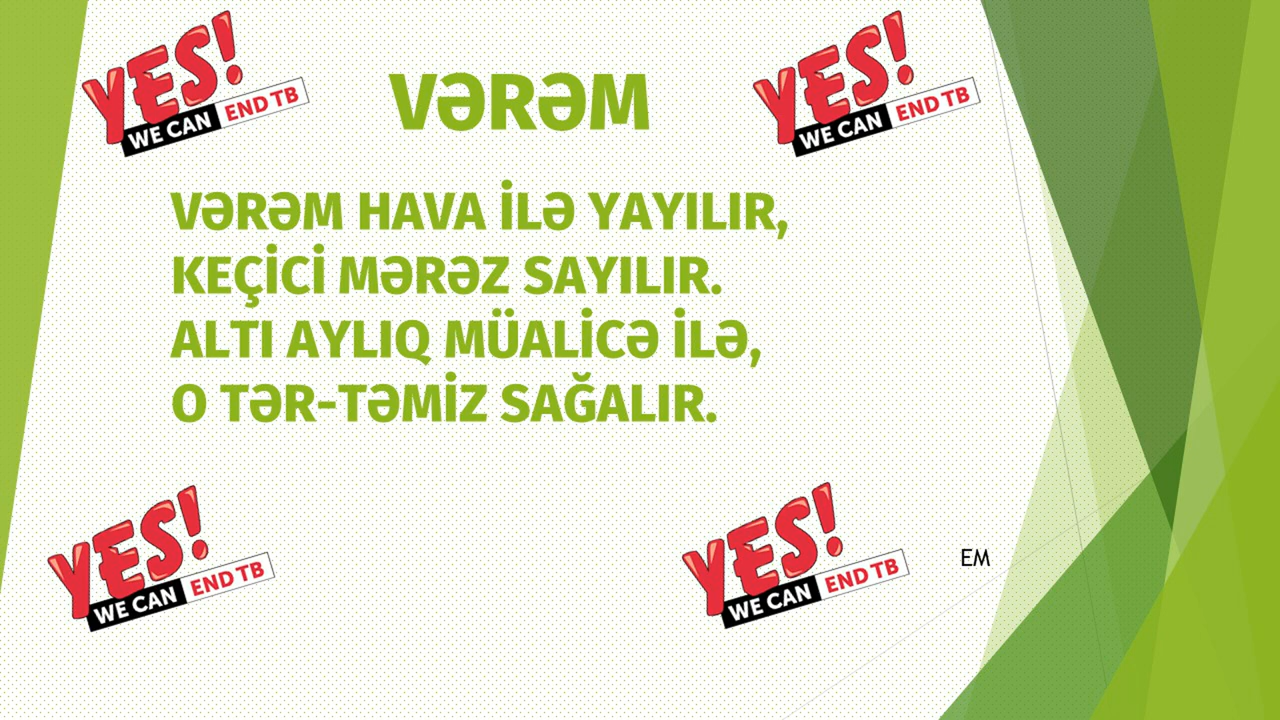 YES!
WE CAN END TB
VƏRƏM
YES!
WE CAN END TB
VƏRƏM HAVA İLƏ YAYILIR,
KEÇİCİ MƏRƏZ SAYILIR.
ALTI AYLIQ MÜALİCƏ İLƏ,
O TƏR-TƏMİZ SAĞALIR.
YES!
WE CAN END TB
YES!
WE CAN END TB
EM